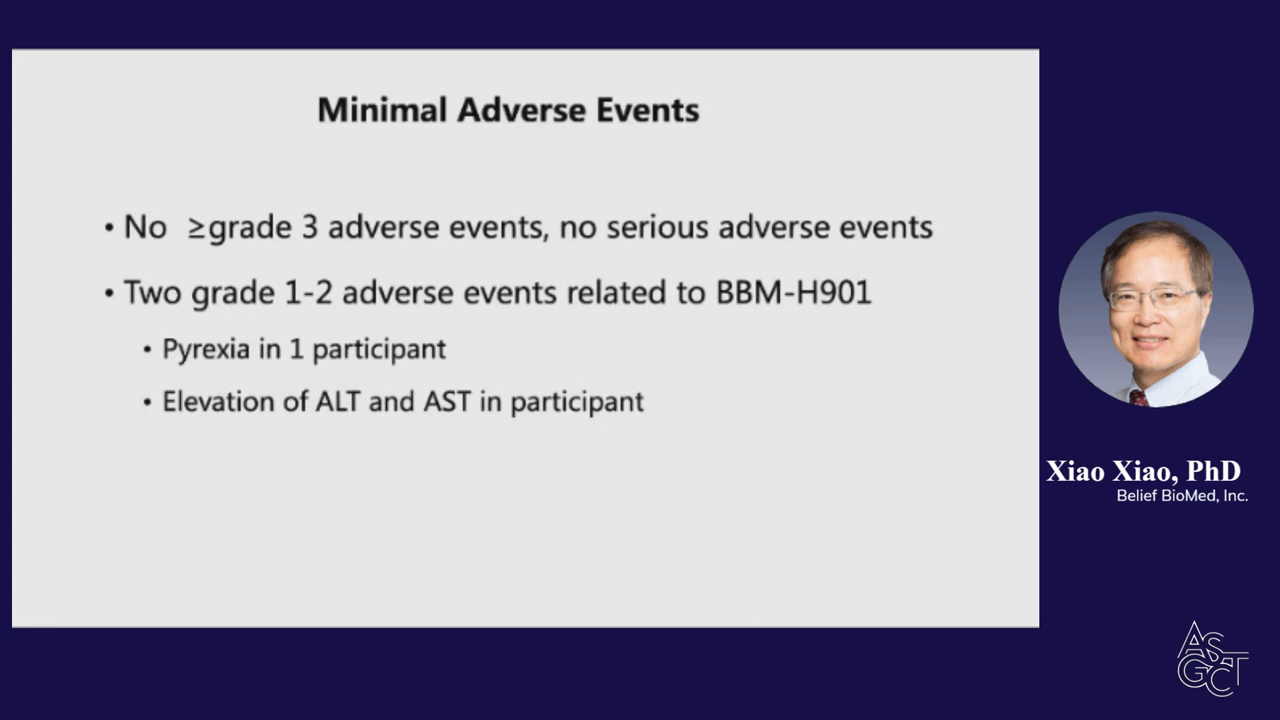 Minimal Adverse Events
• No ≥grade 3 adverse events, no serious adverse events
• Two grade 1-2 adverse events related to BBM-H901
• Pyrexia in 1 participant
• Elevation of ALT and AST in participant
Xiao Xiao, PhD
Belief BioMed, Inc.
ASGCT